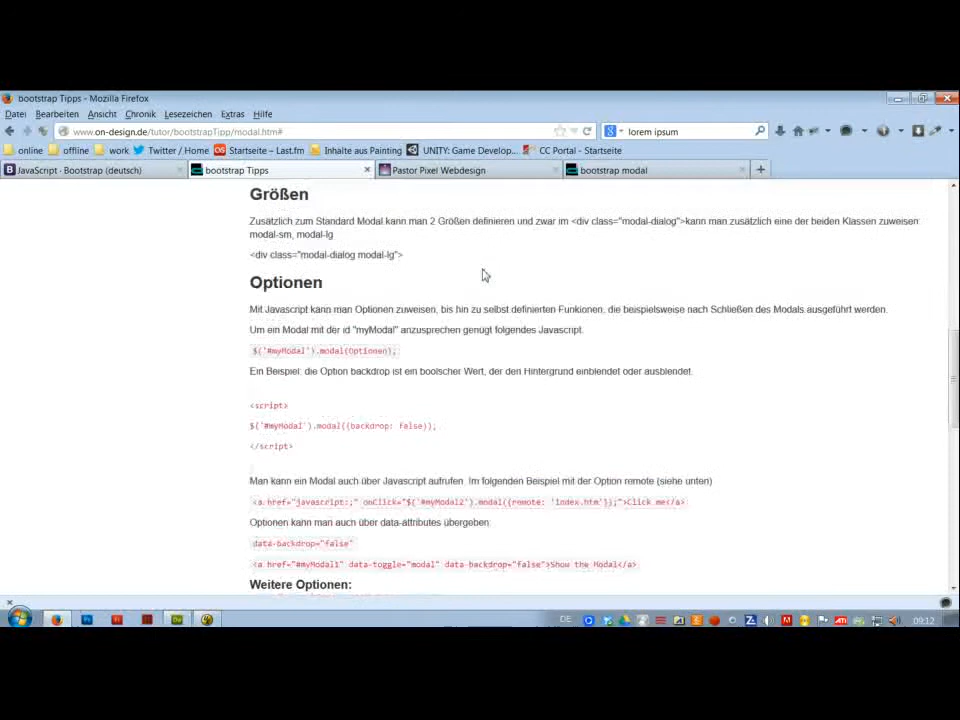 bootstrap Tipps - Mozilla Firefox
Datei Bearbeiten Ansicht Chronik Lesezeichen Extras Hilfe
www.on-design.de/tutor/bootstrapTipp/modal.htm#
lorem ipsum
online offline work Twitter / Home Startseite – Last.fm Inhalte aus Painting UNITY: Game Develop... CC Portal - Startseite
JavaScript · Bootstrap (deutsch) bootstrap Tipps Pastor Pixel Webdesign bootstrap modal
Größen
Zusätzlich zum Standard Modal kann man 2 Größen definieren und zwar im <div class="modal-dialog">kann man zusätzlich eine der beiden Klassen zuweisen:
modal-sm, modal-lg
<div class="modal-dialog modal-lg">
Optionen
Mit Javascript kann man Optionen zuweisen, bis hin zu selbst definierten Funkionen, die beispielsweise nach Schließen des Modals ausgeführt werden.
Um ein Modal mit der id "myModal" anzusprechen genügt folgendes Javascript.
$('#myModal').modal(Optionen);
Ein Beispiel: die Option backdrop ist ein boolscher Wert, der den Hintergrund einblendet oder ausblendet.
<script>
$('#myModal').modal({backdrop: false});
</script>
Man kann ein Modal auch über Javascript aufrufen. Im folgenden Beispiel mit der Option remote (siehe unten)
<a href="javascript:;" onClick="$('#myModal2').modal({remote: 'index.htm'});">Click me</a>
Optionen kann man auch über data-attributes übergeben:
data-backdrop="false"
<a href="#myModal1" data-toggle="modal" data-backdrop="false">Show the Modal</a>
Weitere Optionen:
DE 09:12